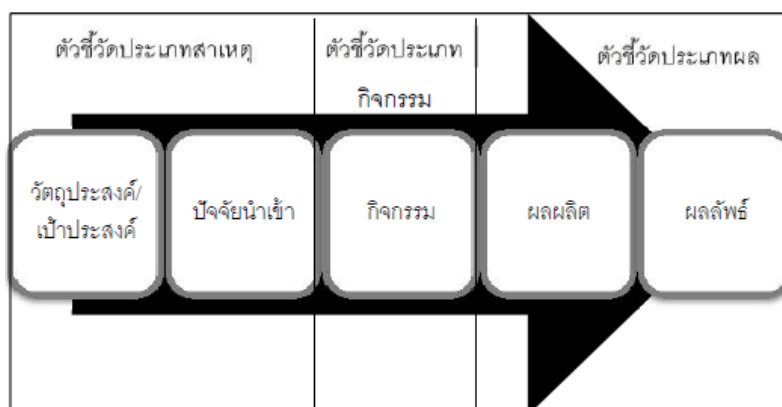 ตัวชี้วัดประเภทสาเหตุ
ตัวชี้วัดประเภท
กิจกรรม
ตัวชี้วัดประเภทผล
วัตถุประสงค์/
เป้าประสงค์
ปัจจัยนำเข้า
กิจกรรม
ผลผลิต
ผลลัพธ์